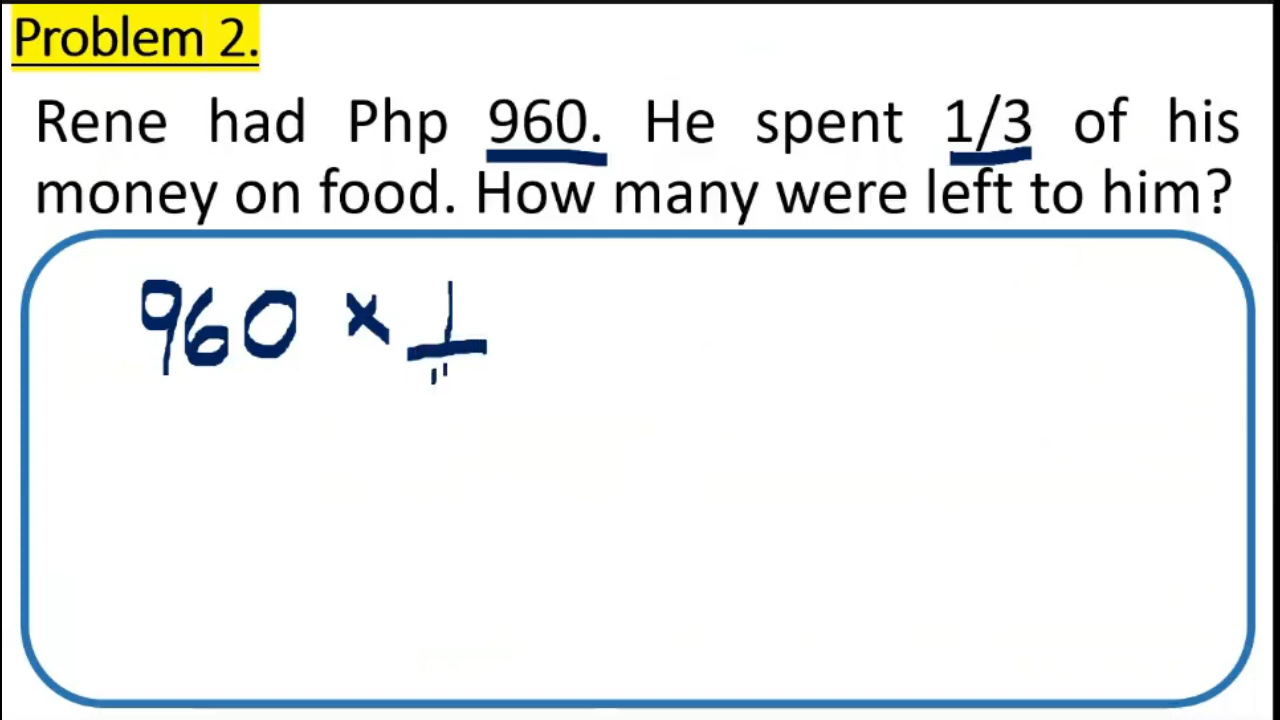 Problem 2.
Rene had Php 960. He spent 1/3 of his
money on food. How many were left to him?
960 × 1